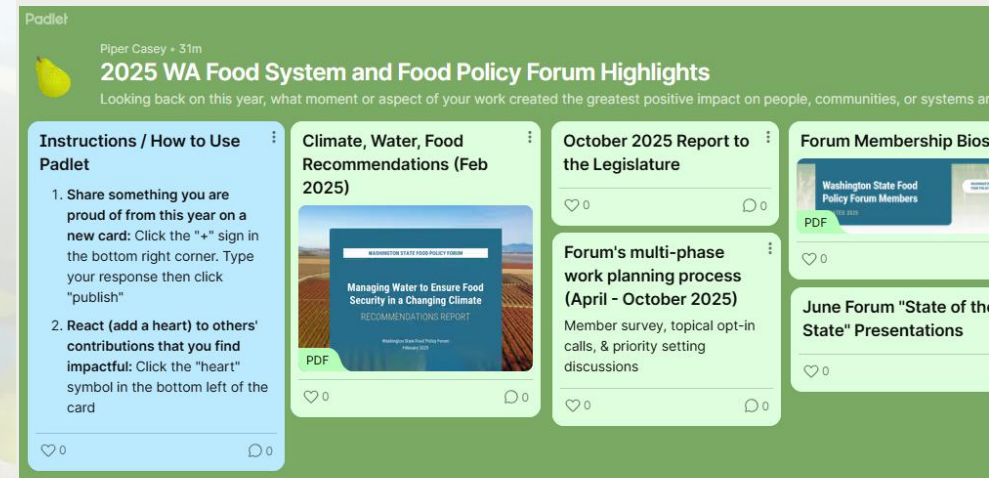 Padlet
Piper Casey • 31m
2025 WA Food System and Food Policy Forum Highlights
Looking back on this year, what moment or aspect of your work created the greatest positive impact on people, communities, or systems
Instructions / How to Use
Padlet
1. Share something you are
proud of from this year on a
new card: Click the "+" sign in
the bottom right corner. Type
your response then click
"publish"
2. React (add a heart) to others'
contributions that you find
impactful: Click the "heart"
symbol in the bottom left of the
card
0
0
Climate, Water, Food
Recommendations (Feb
2025)
WASHINGTON STATE FOOD POLICY FORUM
Managing Water to Ensure Food
Security in a Changing Climate
RECOMMENDATIONS REPORT
Washington State Food Policy Forum
February 2025
PDF
0
0
October 2025 Report to
the Legislature
0
0
Forum's multi-phase
work planning process
(April - October 2025)
Member survey, topical opt-in
calls, & priority setting
discussions
0
0
Forum Membership Bios
Washington State Food
Policy Forum Members
2025
PDF
0
June Forum "State of the
State" Presentations
0